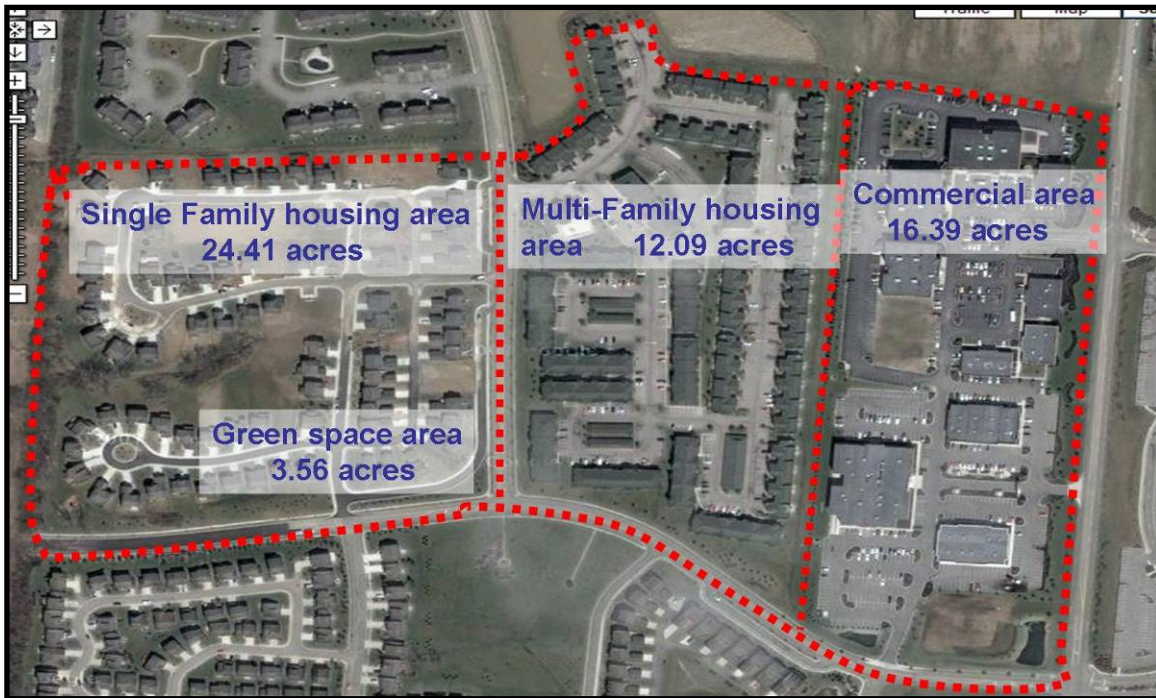 Map
Single Family housing area
24.41 acres
Multi-Family housing
area 12.09 acres
Commercial area
16.39 acres
Green space area
3.56 acres